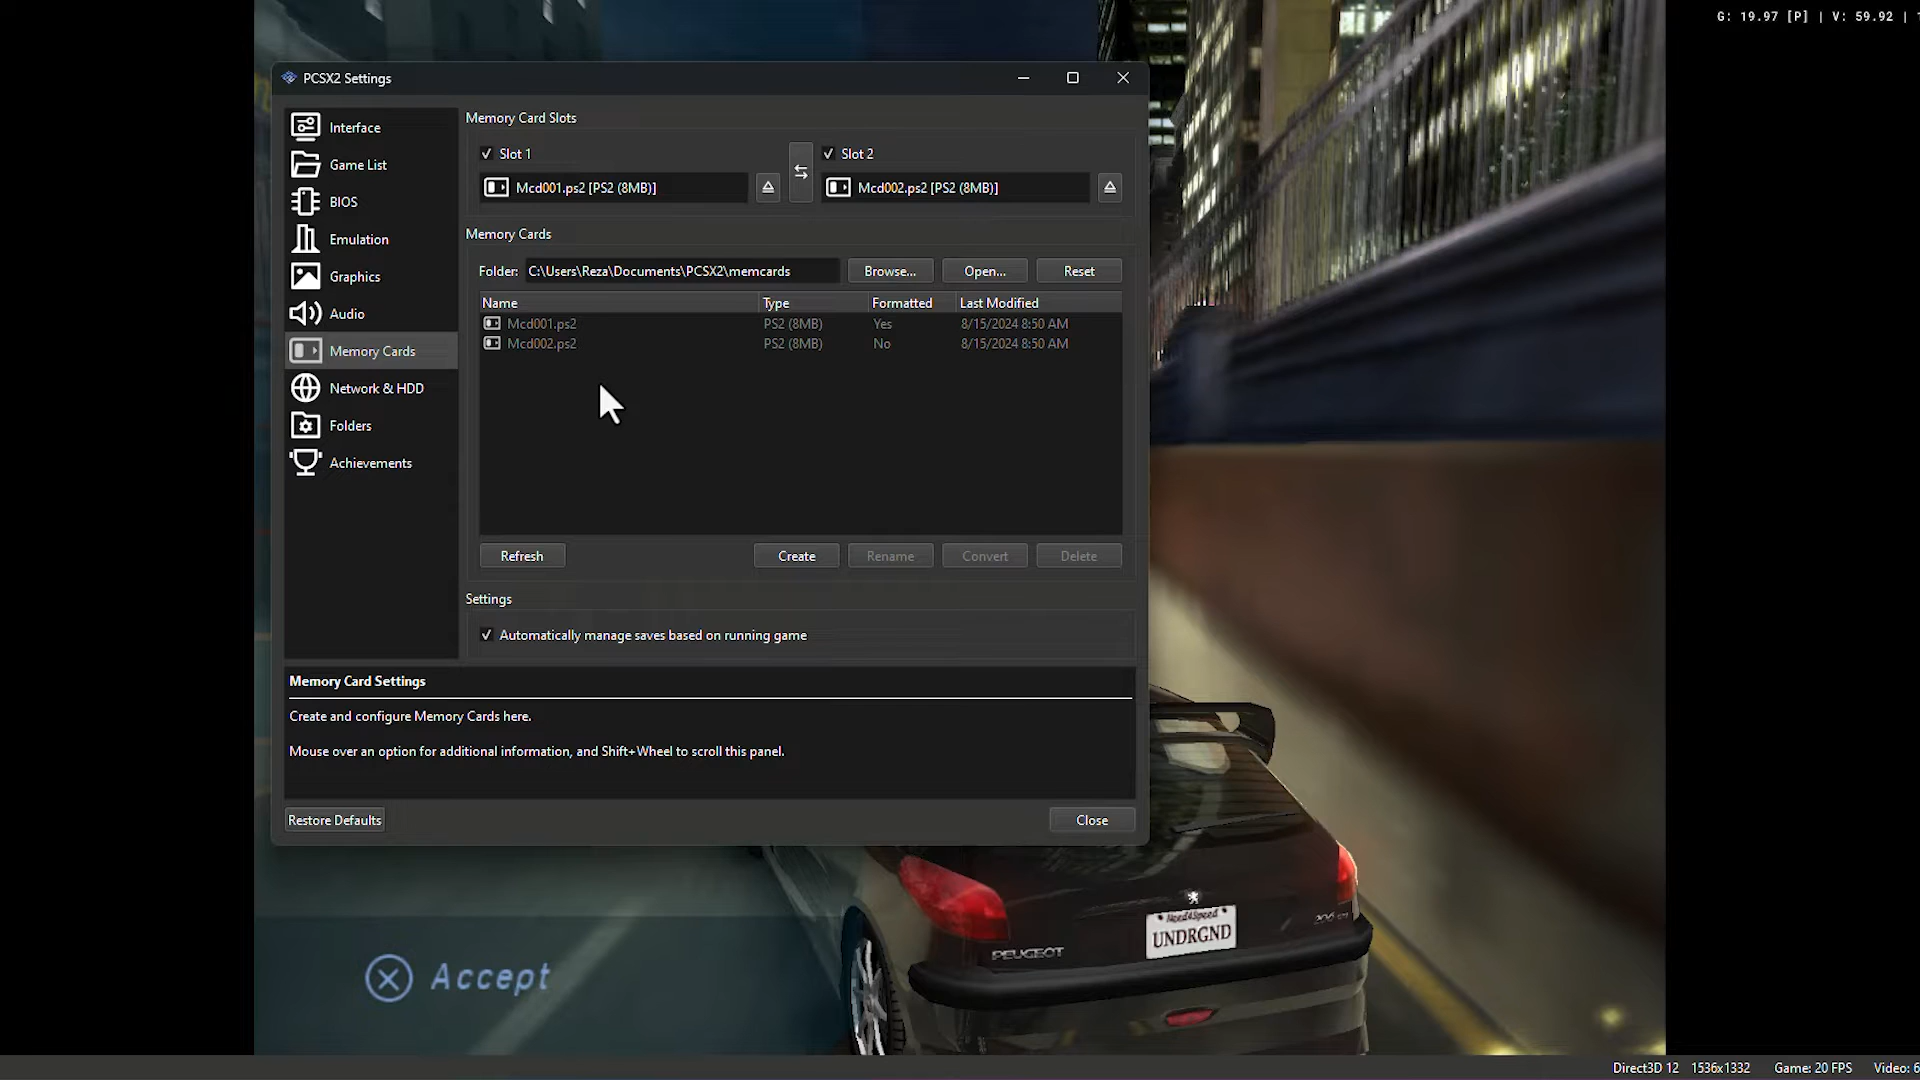 G: 19.97 [P] | V: 59.92 |
PCSX2 Settings
Interface
Game List
BIOS
Emulation
Graphics
Audio
Memory Cards
Network & HDD
Folders
Achievements
Memory Card Slots
Slot 1
Slot 2
Mcd001.ps2 [PS2 (8MB)]
Mcd002.ps2 [PS2 (8MB)]
Memory Cards
Folder: C:\Users\Reza\Documents\PCSX2\memcards Browse... Open... Reset
Name Type Formatted Last Modified
Mcd001.ps2 PS2 (8MB) Yes 8/15/2024 8:50 AM
Mcd002.ps2 PS2 (8MB) No 8/15/2024 8:50 AM
Refresh Create Rename Convert Delete
Settings
Automatically manage saves based on running game
Memory Card Settings
Create and configure Memory Cards here.
Mouse over an option for additional information, and Shift+Wheel to scroll this panel.
Restore Defaults Close
Need4Speed
UNDRGND
PEUGEOT
206
Accept
Direct3D 12 1536x1332 Game: 20 FPS Video: 6